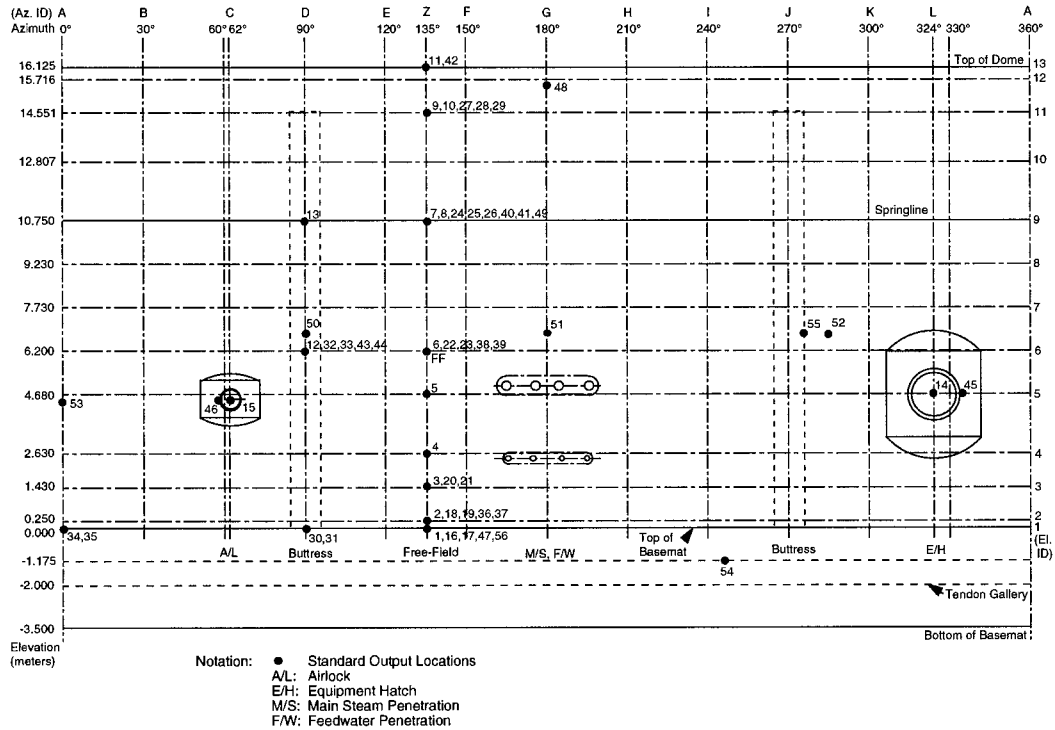 (Az. ID) A B C D E Z F G H I J K L A
Azimuth 0° 30° 60° 62° 90° 120° 135° 150° 180° 210° 240° 270° 300° 324° 330° 360°
16.125 11,42 Top of Dome 13
15.716 48 12
14.551 9,10,27,28,29 11
12.807 10
10.750 13 7,8,24,25,26,40,41,49 Springline 9
9.230 8
7.730 7
50 51 55 52
6.200 12,32,33,43,44 6,22,23,38,39 6
FF
4.680 5 14 45 5
53 46 15
2.630 4 4
1.430 3,20,21 3
0.250 2,18,19,36,37 2
0.000 1
34,35 30,31 1,16,17,47,56 Top of Basemat (El. ID)
A/L Buttress Free-Field M/S, F/W Buttress E/H
-1.175 54
-2.000 Tendon Gallery
-3.500 Bottom of Basemat
Elevation
(meters)
Notation: ● Standard Output Locations
A/L: Airlock
E/H: Equipment Hatch
M/S: Main Steam Penetration
F/W: Feedwater Penetration